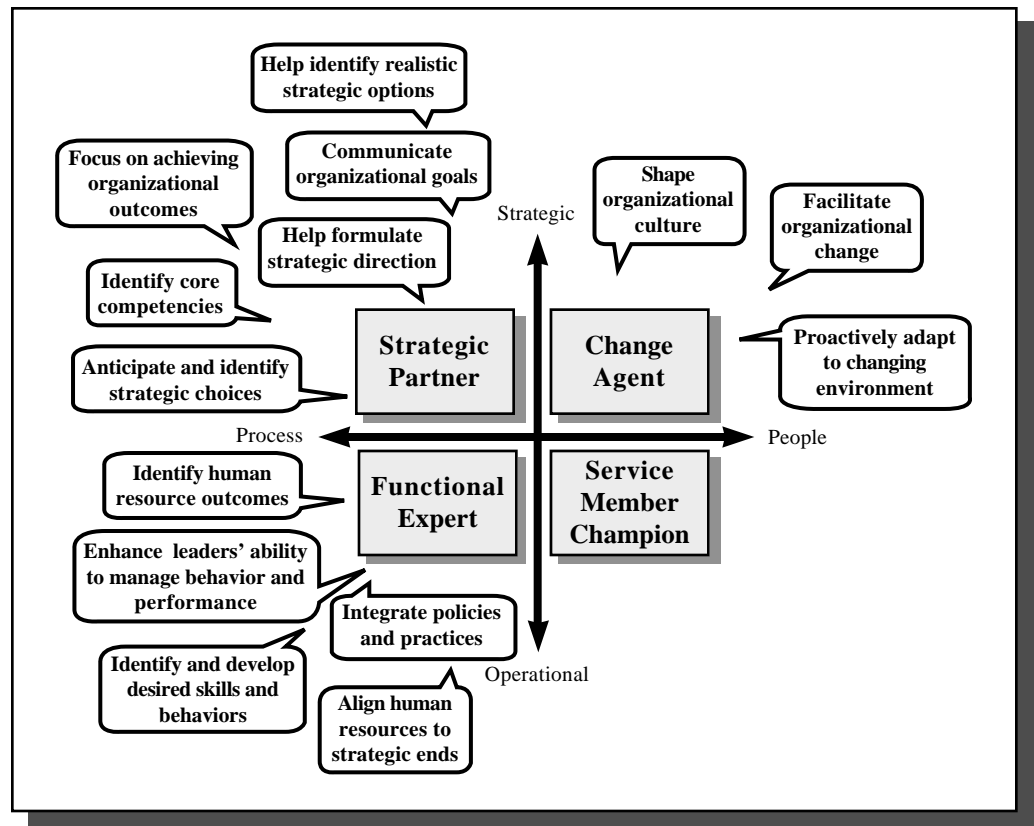 Help identify realistic
strategic options
Communicate
organizational goals
Focus on achieving
organizational
outcomes
Help formulate
strategic direction
Identify core
competencies
Anticipate and identify
strategic choices
Strategic
Shape
organizational
culture
Facilitate
organizational
change
Proactively adapt
to changing
environment
Strategic
Partner
Change
Agent
Process
People
Functional
Expert
Service
Member
Champion
Identify human
resource outcomes
Enhance leaders’ ability
to manage behavior and
performance
Integrate policies
and practices
Identify and develop
desired skills and
behaviors
Align human
resources to
strategic ends
Operational